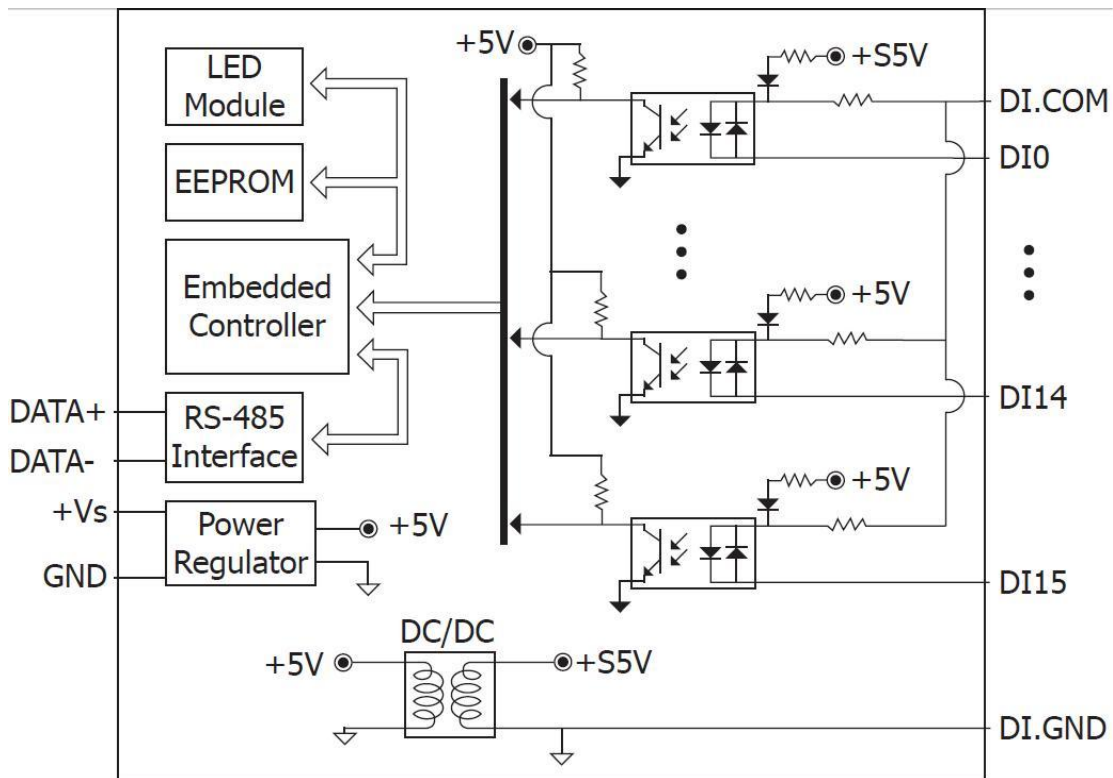 LED
Module
EEPROM
Embedded
Controller
RS-485
Interface
Power
Regulator
DATA+
DATA-
+Vs
GND
+5V
+5V
+S5V
DI.COM
DI0
+5V
DI14
+5V
DI15
DC/DC
+5V
+S5V
DI.GND